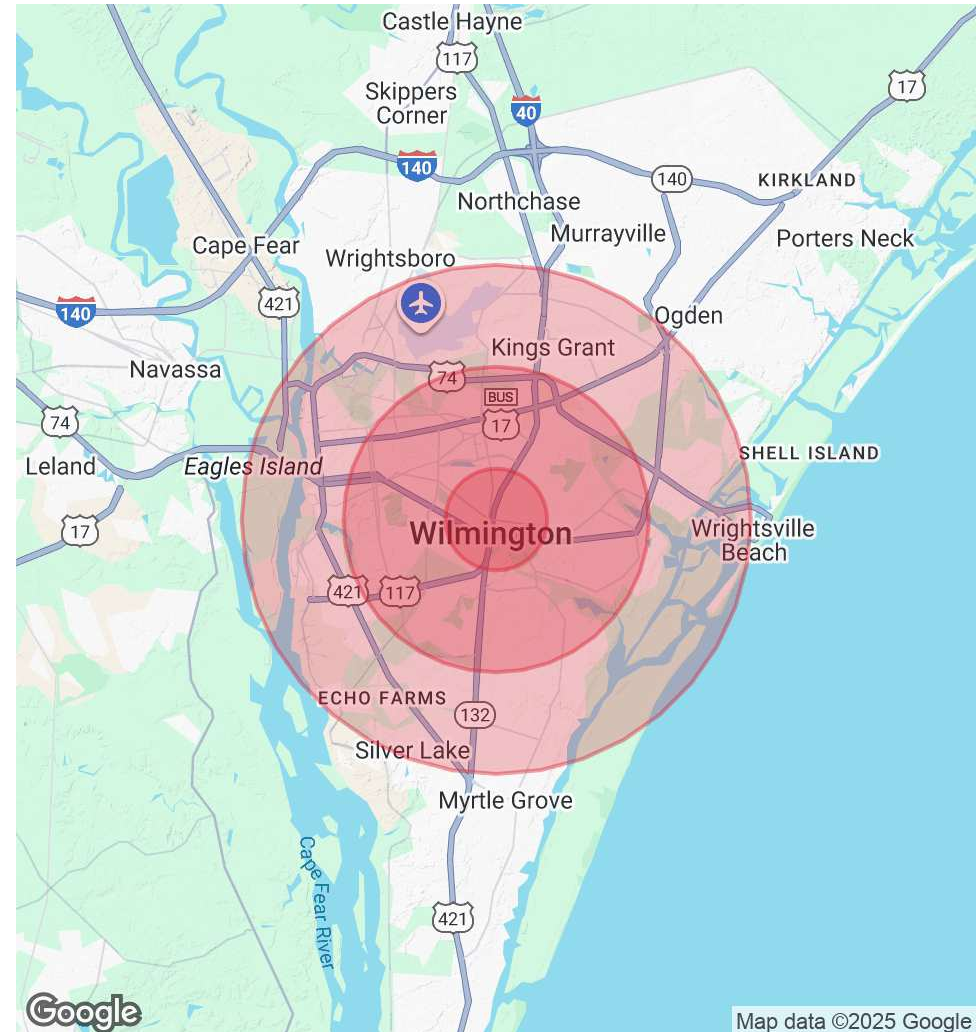 Castle Hayne
117
17
Skippers
Corner
40
140
140
KIRKLAND
Northchase
Murrayville
Porters Neck
Cape Fear
Wrightsboro
421
140
Ogden
Kings Grant
Navassa
74
BUS
17
74
SHELL ISLAND
Leland
Eagles Island
17
Wilmington
Wrightsville
Beach
421
117
ECHO FARMS
132
Silver Lake
Myrtle Grove
Cape Fear River
421
Google
Map data ©2025 Google